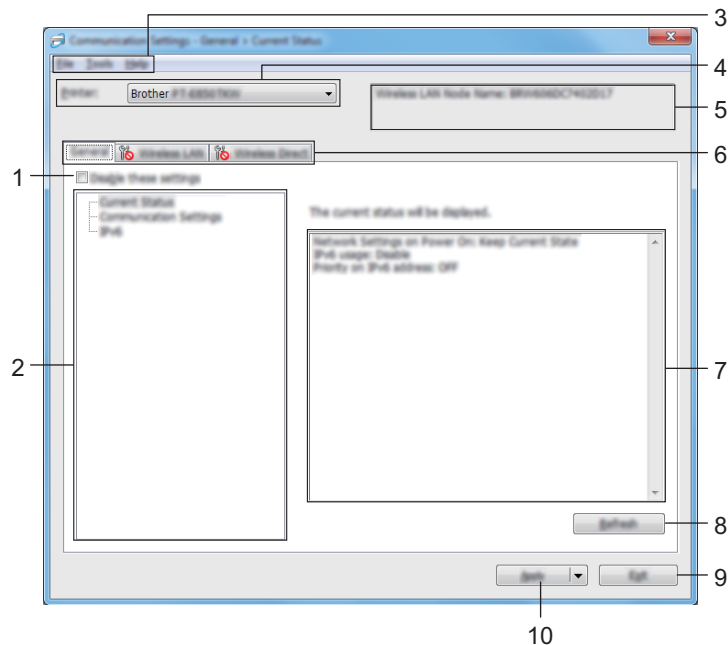 3
Communication Settings - General > Current Status
File Tools Help
4
Printer:
Brother PT-E850TKW
Wireless LAN Node Name: BRW606DC7402D17
5
General Wireless LAN Wireless Direct
6
1
Disable these settings
Current Status
Communication Settings
IPv6
The current status will be displayed.
Network Settings on Power On: Keep Current State
IPv6 usage: Disable
Priority on IPv6 address: OFF
2
7
Refresh
8
Apply
Exit
9
10